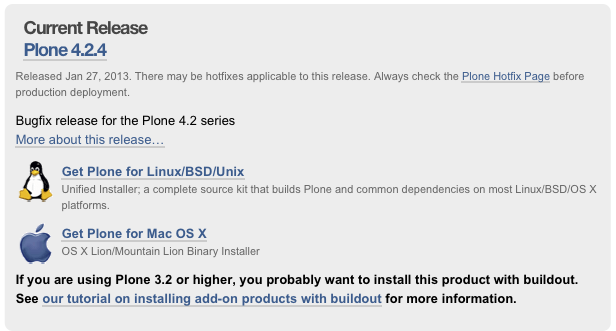 Current Release
Plone 4.2.4
Released Jan 27, 2013. There may be hotfixes applicable to this release. Always check the Plone Hotfix Page before
production deployment.
Bugfix release for the Plone 4.2 series
More about this release…
Get Plone for Linux/BSD/Unix
Unified Installer; a complete source kit that builds Plone and common dependencies on most Linux/BSD/OS X
platforms.
Get Plone for Mac OS X
OS X Lion/Mountain Lion Binary Installer
If you are using Plone 3.2 or higher, you probably want to install this product with buildout.
See our tutorial on installing add-on products with buildout for more information.